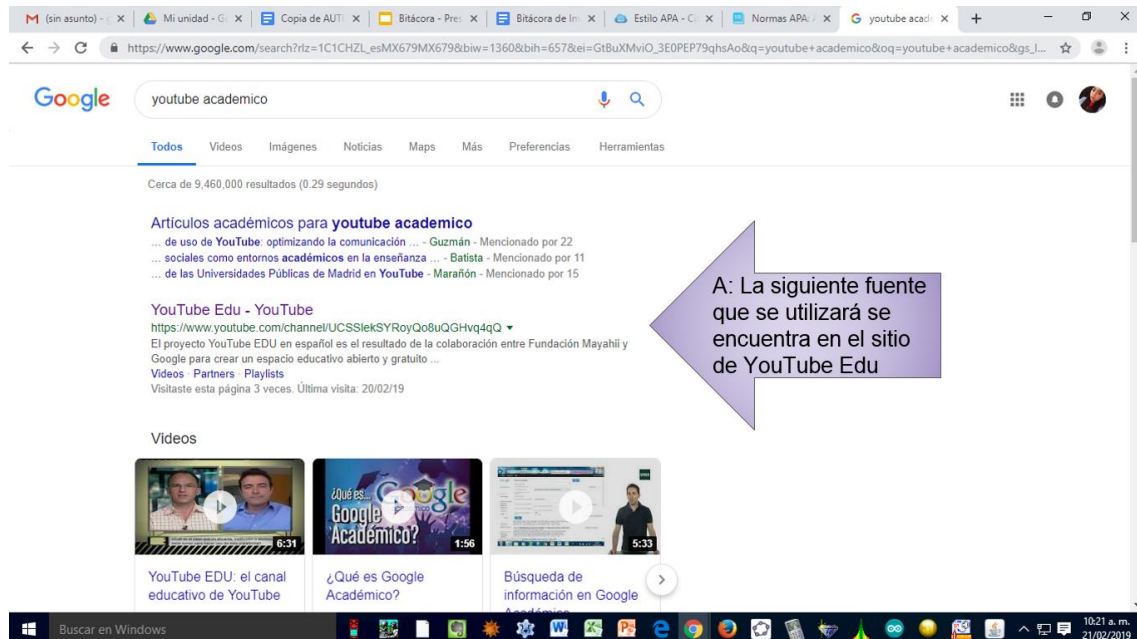 (sin asunto) - g
Mi unidad - Go
Copia de AUTI
Bitácora - Pres
Bitácora de In
Estilo APA - Ci
Normas APA: A
youtube acad
https://www.google.com/search?rlz=1C1CHZL_esMX679MX679&biw=1360&bih=657&ei=GtBuXMviO_3E0PEP79qhsAo&q=youtube+academico&oq=youtube+academico&gs_l...
Google
youtube academico
Todos Videos Imágenes Noticias Maps Más Preferencias Herramientas
Cerca de 9,460,000 resultados (0.29 segundos)
Artículos académicos para youtube academico
... de uso de YouTube: optimizando la comunicación ... - Guzmán - Mencionado por 22
... sociales como entornos académicos en la enseñanza ... - Batista - Mencionado por 11
... de las Universidades Públicas de Madrid en YouTube - Marañón - Mencionado por 15
YouTube Edu - YouTube
https://www.youtube.com/channel/UCSSlekSYRoyQo8uQGHvq4qQ
El proyecto YouTube EDU en español es el resultado de la colaboración entre Fundación Mayahii y
Google para crear un espacio educativo abierto y gratuito ...
Videos · Partners · Playlists
Visitaste esta página 3 veces. Última visita: 20/02/19
A: La siguiente fuente
que se utilizará se
encuentra en el sitio
de YouTube Edu
Videos
6:31
¿Qué es...
Google
Académico?
1:56
5:33
YouTube EDU: el canal
educativo de YouTube
¿Qué es Google
Académico?
Búsqueda de
información en Google
Académico
Buscar en Windows
10:21 a. m.
21/02/2019